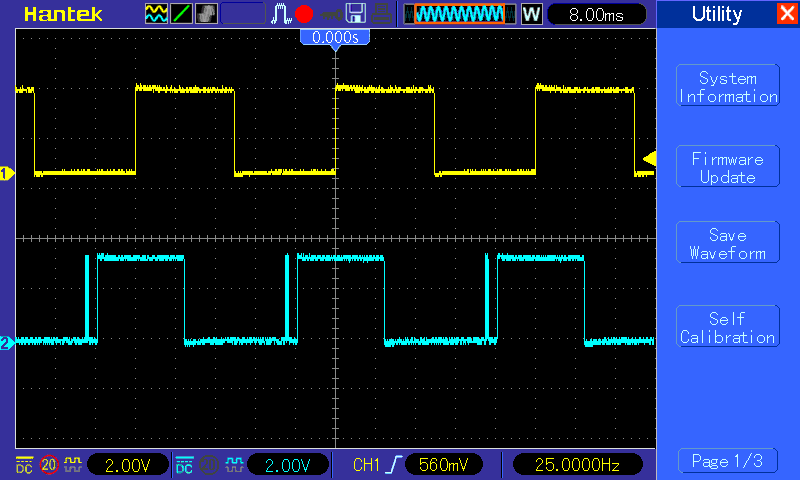 Hantek
W
8.00ms
Utility
0.000s
System
Information
1
Firmware
Update
Save
Waveform
2
Self
Calibration
DC
20
2.00V
DC
20
2.00V
CH1
560mV
25.0000Hz
Page 1/3